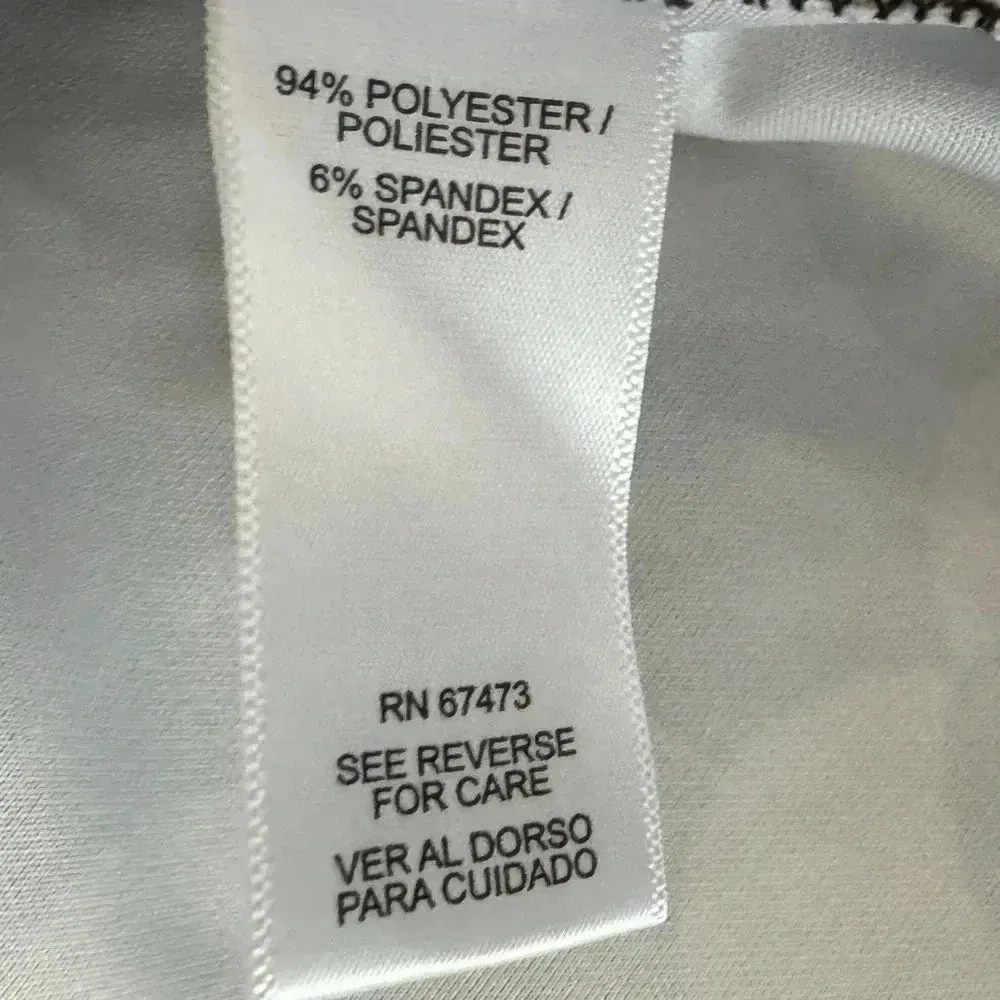 94% POLYESTER /
POLIESTER
6% SPANDEX /
SPANDEX
RN 67473
SEE REVERSE
FOR CARE
VER AL DORSO
PARA CUIDADO